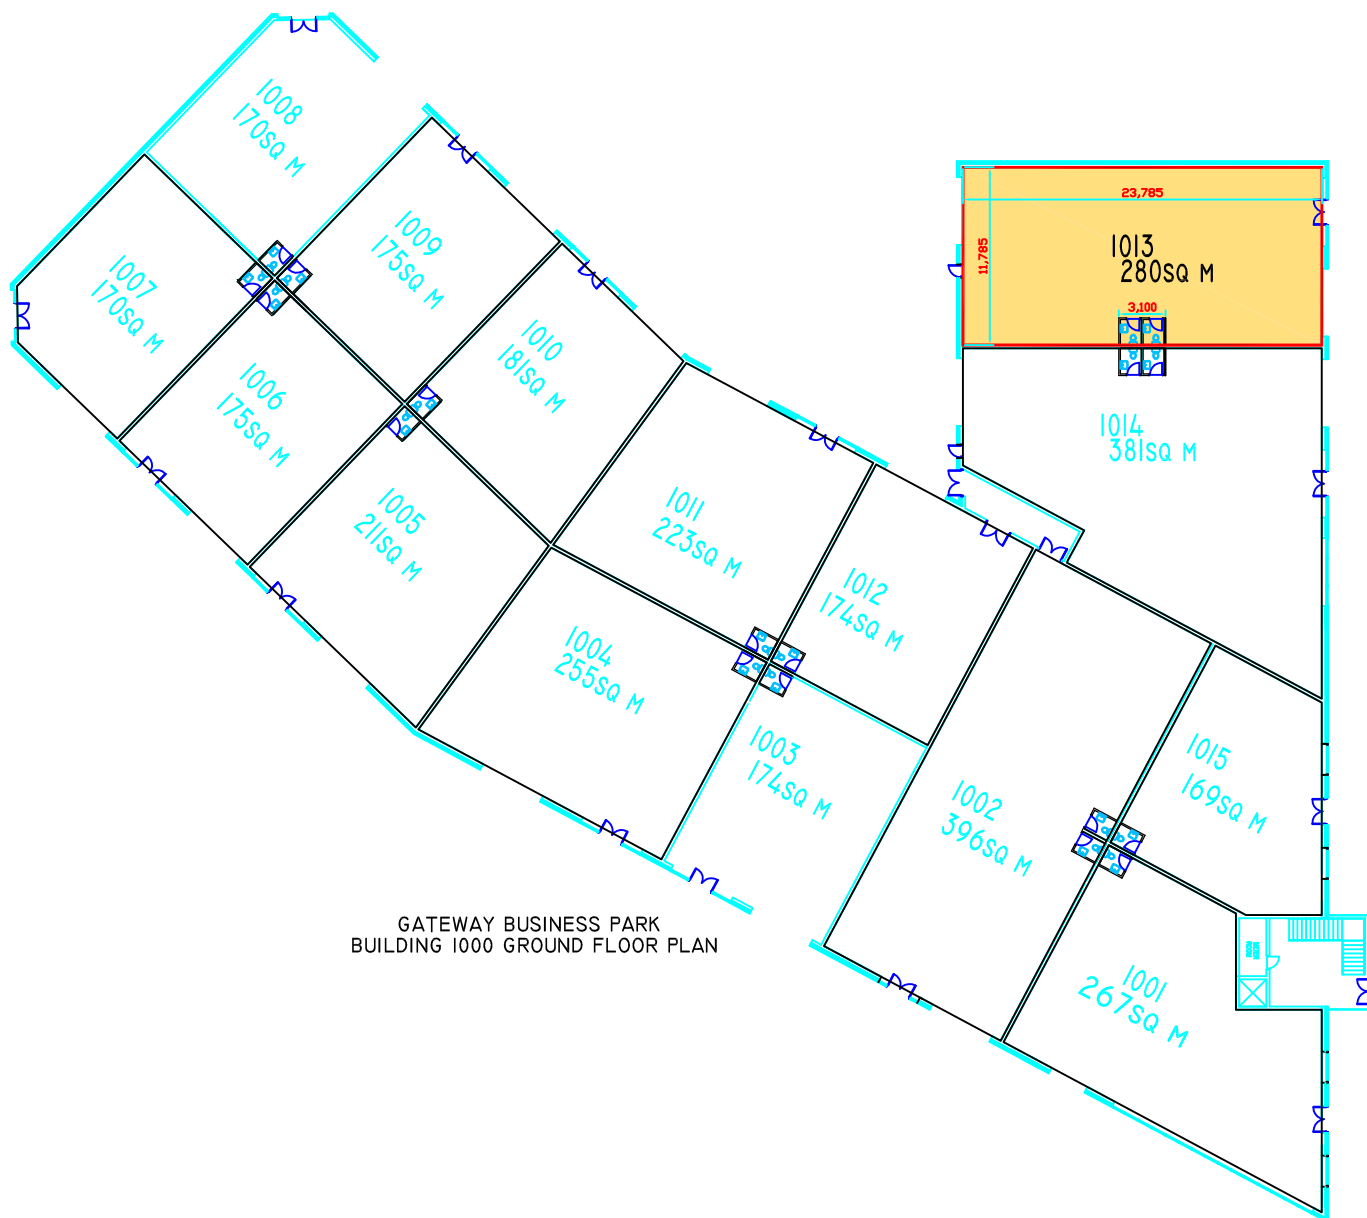 1008
170SQ M
1009
175SQ M
1007
170SQ M
1010
181SQ M
1006
175SQ M
1005
211SQ M
1011
223SQ M
1012
174SQ M
1004
255SQ M
1003
174SQ M
23,785
11,785
1013
280SQ M
3,100
1014
381SQ M
1002
396SQ M
1015
169SQ M
1001
267SQ M
GATEWAY BUSINESS PARK
BUILDING 1000 GROUND FLOOR PLAN